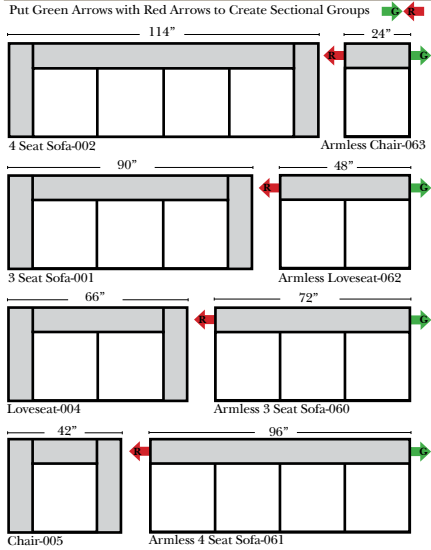 Put Green Arrows with Red Arrows to Create Sectional Groups G R
114” 24”
R G
4 Seat Sofa-002 Armless Chair-063
90” 48”
R G
3 Seat Sofa-001 Armless Loveseat-062
66” 72”
R G
Loveseat-004 Armless 3 Seat Sofa-060
42” 96”
R G
Chair-005 Armless 4 Seat Sofa-061